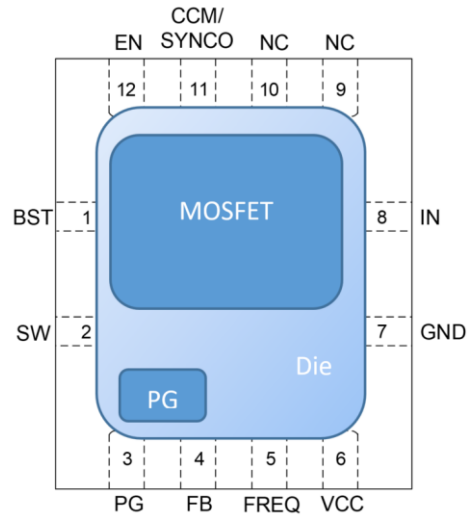 CCM/
EN SYNCO NC NC
12 11 10 9
MOSFET
BST 1 8 IN
SW 2 7 GND
Die
PG
3 4 5 6
PG FB FREQ VCC